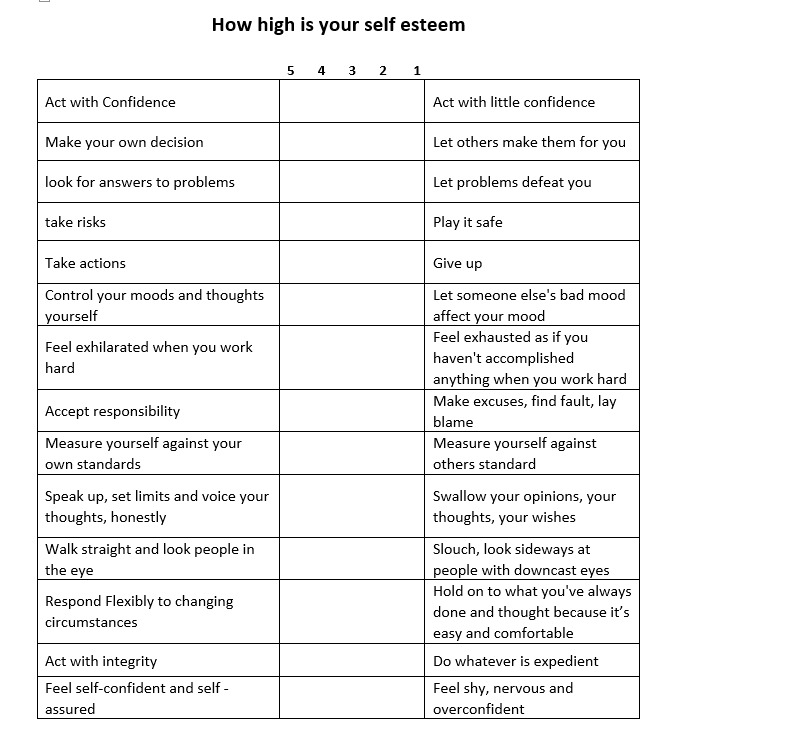 How high is your self esteem
5 4 3 2 1
Act with Confidence
Act with little confidence
Make your own decision
Let others make them for you
look for answers to problems
Let problems defeat you
take risks
Play it safe
Take actions
Give up
Control your moods and thoughts
yourself
Let someone else's bad mood
affect your mood
Feel exhilarated when you work
hard
Feel exhausted as if you
haven't accomplished
anything when you work hard
Accept responsibility
Make excuses, find fault, lay
blame
Measure yourself against your
own standards
Measure yourself against
others standard
Speak up, set limits and voice your
thoughts, honestly
Swallow your opinions, your
thoughts, your wishes
Walk straight and look people in
the eye
Slouch, look sideways at
people with downcast eyes
Respond Flexibly to changing
circumstances
Hold on to what you've always
done and thought because it’s
easy and comfortable
Act with integrity
Do whatever is expedient
Feel self-confident and self -
assured
Feel shy, nervous and
overconfident